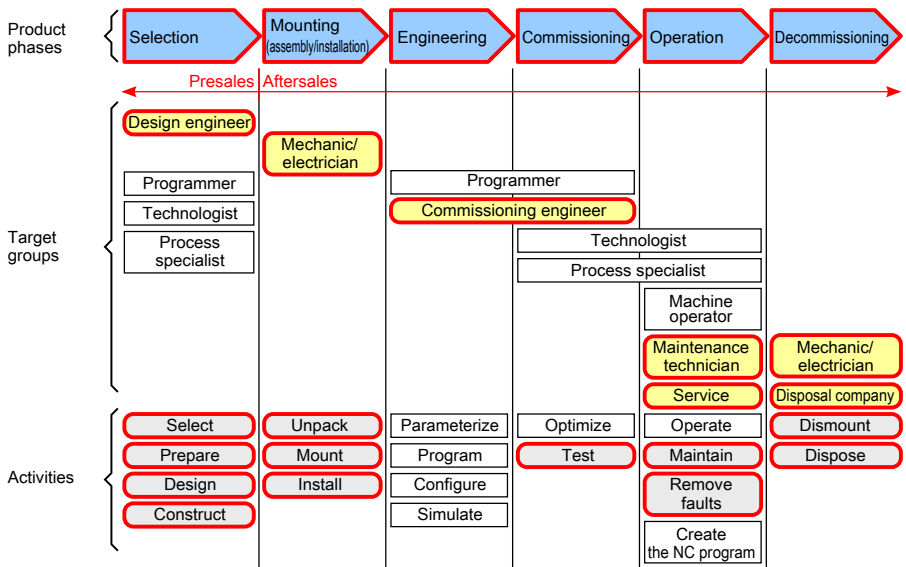 Product
phases
Selection
Mounting
(assembly/installation)
Engineering
Commissioning
Operation
Decommissioning
Presales
Aftersales
Target
groups
Design engineer
Mechanic/
electrician
Programmer
Programmer
Technologist
Commissioning engineer
Process
specialist
Technologist
Process specialist
Machine
operator
Maintenance
technician
Mechanic/
electrician
Service
Disposal company
Activities
Select
Unpack
Parameterize
Optimize
Operate
Dismount
Prepare
Mount
Program
Test
Maintain
Dispose
Design
Install
Configure
Remove
faults
Construct
Simulate
Create
the NC program